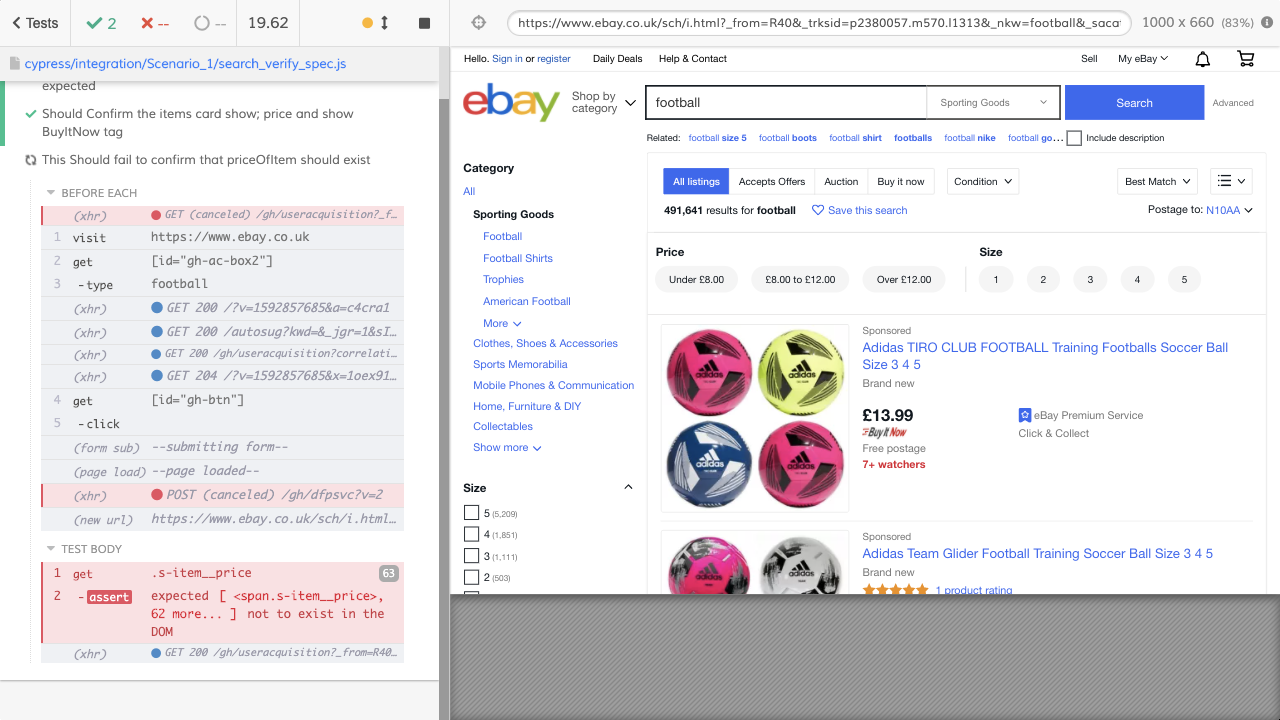 Tests
2
--
--
19.62
https://www.ebay.co.uk/sch/i.html?_from=R40&_trksid=p2380057.m570.l1313&_nkw=football&_saca
1000 x 660 (83%)
cypress/integration/Scenario_1/search_verify_spec.js
expected
Should Confirm the items card show; price and show
BuyItNow tag
This Should fail to confirm that priceOfItem should exist
BEFORE EACH
(xhr) GET (canceled) /gh/useracquisition?_f…
1 visit https://www.ebay.co.uk
2 get [id="gh-ac-box2"]
3 -type football
(xhr) GET 200 /?v=1592857685&a=c4cra1
(xhr) GET 200 /autosug?kwd=&_jgr=1&sI…
(xhr) GET 200 /gh/useracquisition?correlati…
(xhr) GET 204 /?v=1592857685&x=1oex91…
4 get [id="gh-btn"]
5 -click
(form sub) --submitting form--
(page load) --page loaded--
(xhr) POST (canceled) /gh/dfpsvc?v=2
(new url) https://www.ebay.co.uk/sch/i.html…
TEST BODY
1 get .s-item__price 63
2 -assert expected [ <span.s-item__price>,
62 more... ] not to exist in the
DOM
(xhr) GET 200 /gh/useracquisition?_from=R40…
Hello. Sign in or register Daily Deals Help & Contact Sell My eBay
ebay Shop by
category
football Sporting Goods Search Advanced
Related: football size 5 football boots football shirt footballs football nike football go… Include description
Category
All
Sporting Goods
Football
Football Shirts
Trophies
American Football
More
Clothes, Shoes & Accessories
Sports Memorabilia
Mobile Phones & Communication
Home, Furniture & DIY
Collectables
Show more
Size
5 (5,209)
4 (1,851)
3 (1,111)
2 (503)
All listings Accepts Offers Auction Buy it now Condition Best Match
491,641 results for football Save this search Postage to: N10AA
Price Size
Under £8.00 £8.00 to £12.00 Over £12.00 1 2 3 4 5
adidas
adidas
adidas
adidas
Sponsored
Adidas TIRO CLUB FOOTBALL Training Footballs Soccer Ball
Size 3 4 5
Brand new
£13.99 eBay Premium Service
Buy It Now Click & Collect
Free postage
7+ watchers
adidas
adidas
Sponsored
Adidas Team Glider Football Training Soccer Ball Size 3 4 5
Brand new
1 product rating